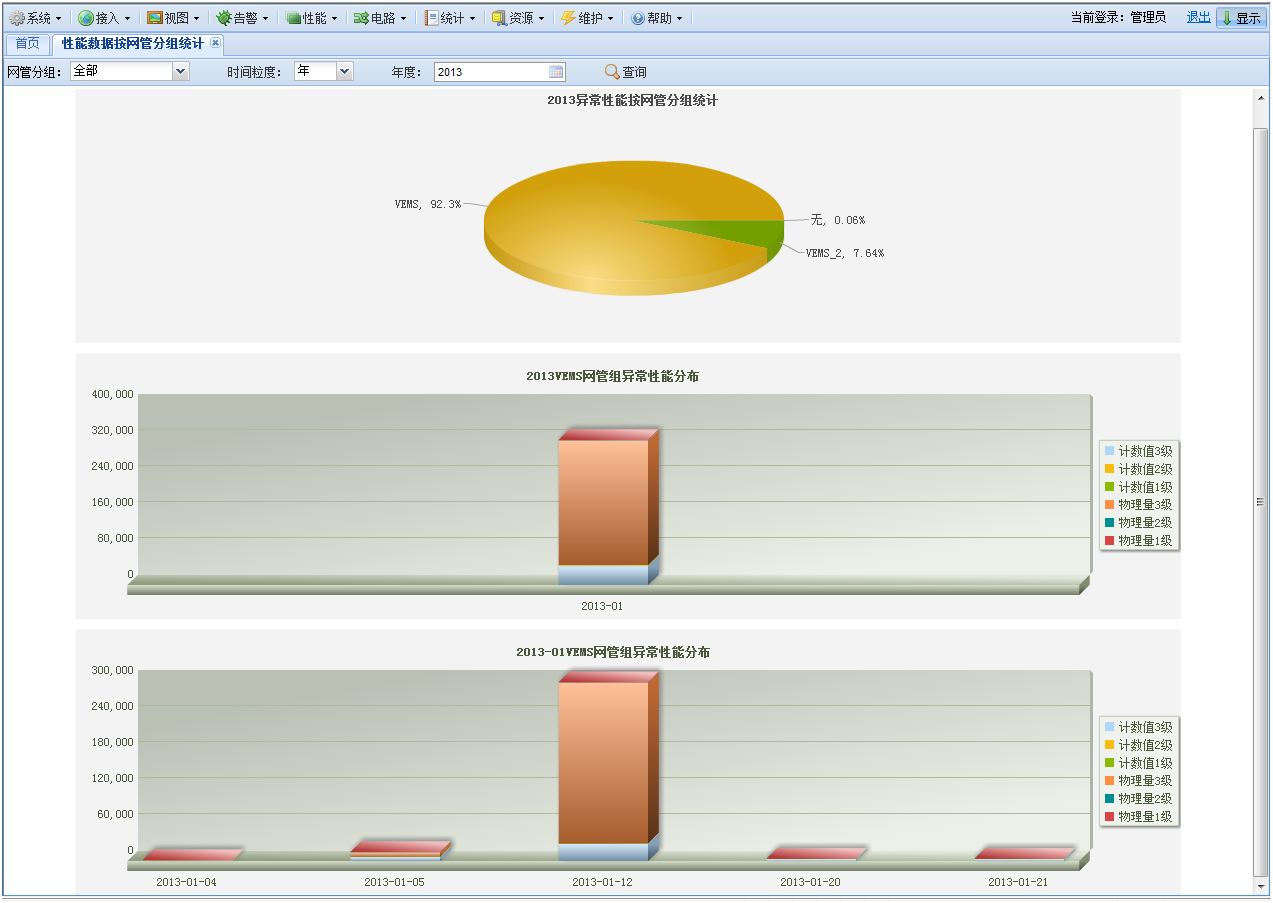 系统 接入 视图 告警 性能 电路 统计 资源 维护 帮助 当前登录：管理员 退出 显示
首页 性能数据按网管分组统计
网管分组： 全部 时间粒度： 年 年度： 2013 查询
2013异常性能按网管分组统计
VEMS, 92.3%
无, 0.06%
VEMS_2, 7.64%
2013VEMS网管组异常性能分布
400,000
320,000
240,000
160,000
80,000
0
2013-01
计数值3级
计数值2级
计数值1级
物理量3级
物理量2级
物理量1级
2013-01VEMS网管组异常性能分布
300,000
240,000
180,000
120,000
60,000
0
2013-01-04 2013-01-05 2013-01-12 2013-01-20 2013-01-21
计数值3级
计数值2级
计数值1级
物理量3级
物理量2级
物理量1级